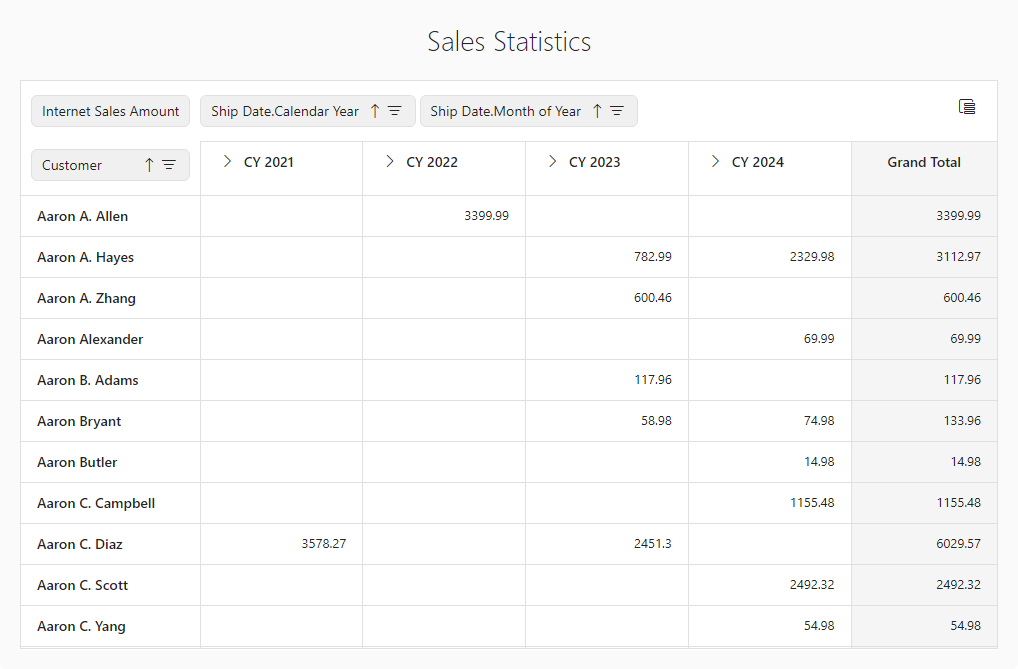 Sales Statistics
Internet Sales Amount Ship Date.Calendar Year Ship Date.Month of Year
Customer CY 2021 CY 2022 CY 2023 CY 2024 Grand Total
Aaron A. Allen 3399.99 3399.99
Aaron A. Hayes 782.99 2329.98 3112.97
Aaron A. Zhang 600.46 600.46
Aaron Alexander 69.99 69.99
Aaron B. Adams 117.96 117.96
Aaron Bryant 58.98 74.98 133.96
Aaron Butler 14.98 14.98
Aaron C. Campbell 1155.48 1155.48
Aaron C. Diaz 3578.27 2451.3 6029.57
Aaron C. Scott 2492.32 2492.32
Aaron C. Yang 54.98 54.98